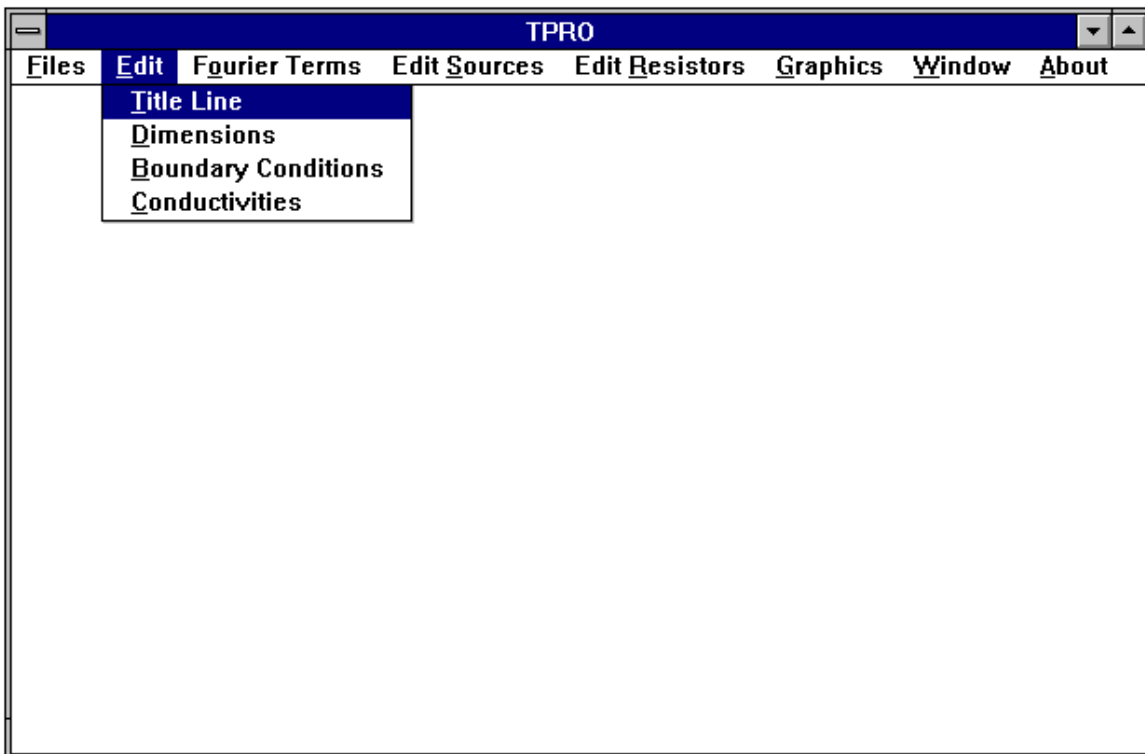 TPRO
Files Edit Fourier Terms Edit Sources Edit Resistors Graphics Window About
Title Line
Dimensions
Boundary Conditions
Conductivities